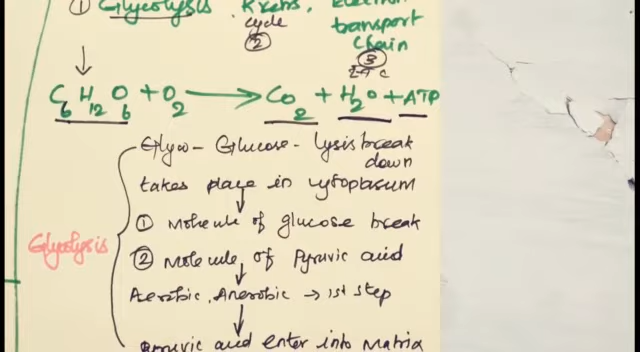 ① Glycolysis Krebs, Electron
cycle transport
② chain
③
E T C
C6H12O6 + O2 → CO2 + H2O + ATP
Glyco - Glucose - lysis break
down
takes place in cytoplasum
① Molecule of glucose break
Glycolysis
② Molecule of Pyruvic acid
Aerobic, Anerobic → 1st step
pyruvic acid enter into Matrix